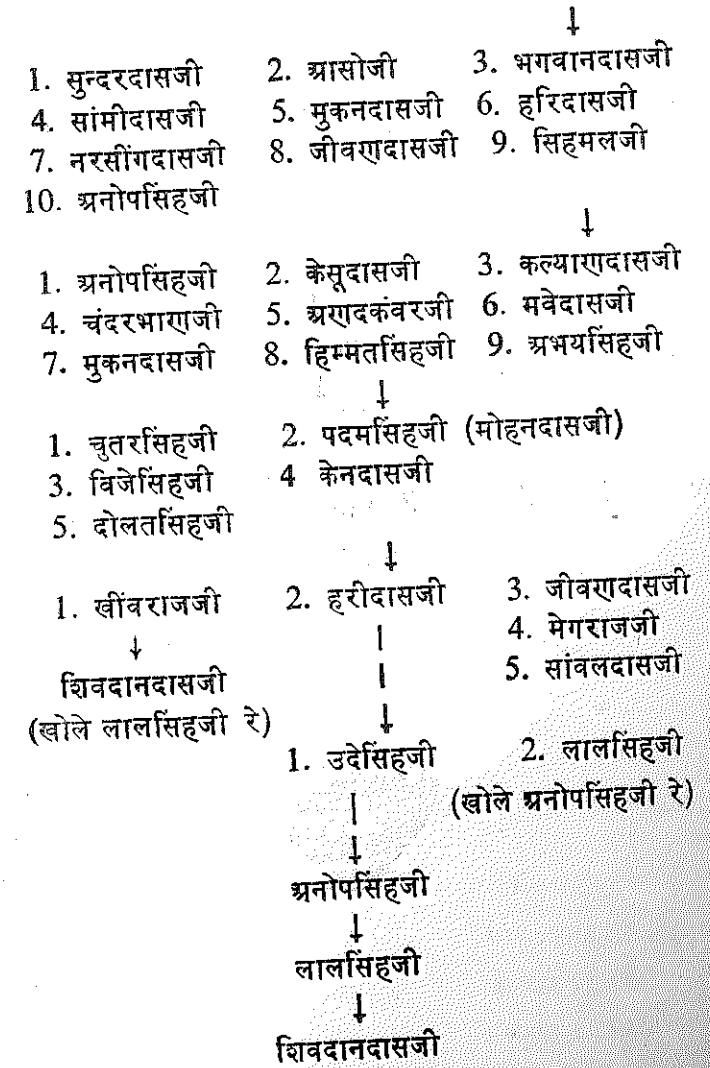 1. सुन्दरदासजी 2. आसोजी 3. भगवानदासजी
4. सांमीदासजी 5. मुकनदासजी 6. हरिदासजी
7. नरसींगदासजी 8. जीवणदासजी 9. सिहमलजी
10. अनोपसिंहजी
1. अनोपसिंहजी 2. केसूदासजी 3. कल्याणदासजी
4. चंदरभाणजी 5. अणदकंवरजी 6. मवेदासजी
7. मुकनदासजी 8. हिम्मतसिंहजी 9. अभयसिंहजी
1. चुतरसिंहजी 2. पदमसिंहजी (मोहनदासजी)
3. विजेसिंहजी 4 केनदासजी
5. दोलतसिंहजी
1. खींवराजजी 2. हरीदासजी 3. जीवणदासजी
4. मेगराजजी
शिवदानदासजी 5. सांवलदासजी
(खोले लालसिंहजी रे)
1. उदेसिंहजी 2. लालसिंहजी
(खोले अनोपसिंहजी रे)
अनोपसिंहजी
लालसिंहजी
शिवदानदासजी